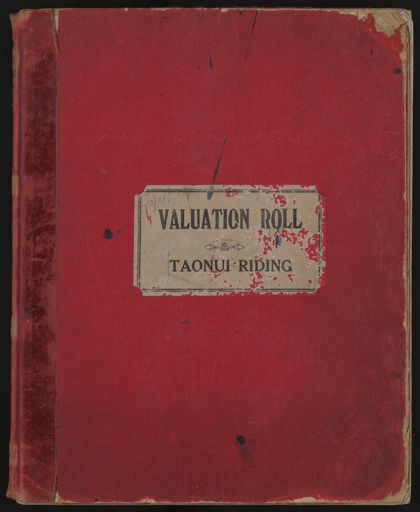 VALUATION ROLL
TAONUI RIDING